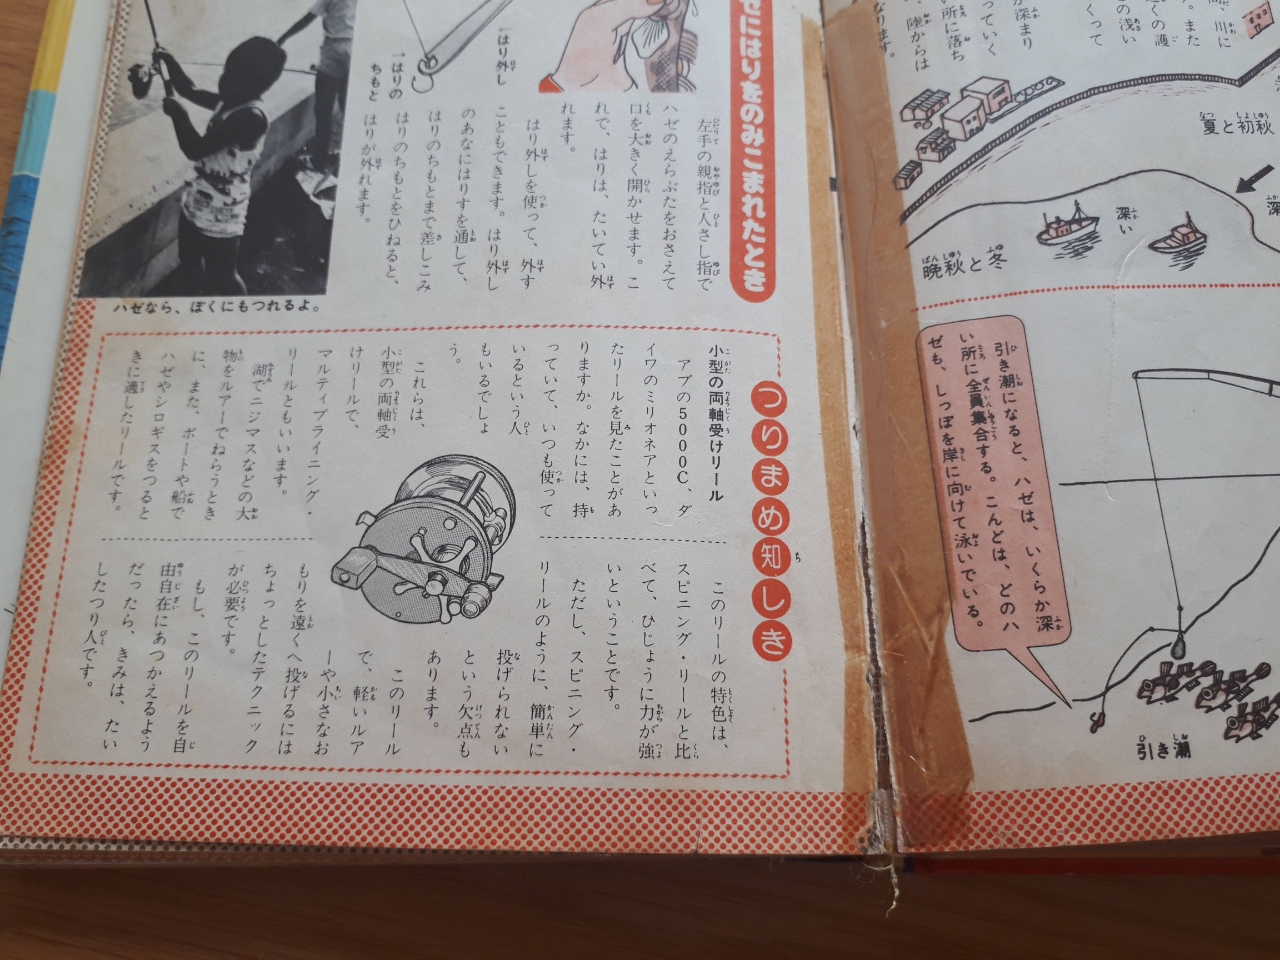 川に
。また
くの護
の浅い
くって
が深まり
っていく
所に落ち
、陸からは
なります。
夏と初秋
深い
晩秋と冬
引き潮になると、ハゼは、いくらか深
い所に全員集合する。こんどは、どのハ
ゼも、しっぽを岸に向けて泳いでいる。
引き潮
ぜにはりをのみこまれたとき
左手の親指と人さし指で
ハゼのえらぶたをおさえて
口を大きく開かせます。こ
れで、はりは、たいてい外
れます。
はり外しを使って、外す
こともできます。はり外し
のあなにはりすを通して、
はりのちもとまで差しこみ
はりのちもとをひねると、
はりが外れます。
↑はり外し
↑はりの
ちもと
ハゼなら、ぼくにもつれるよ。
つりまめ知しき
小型の両軸受けリール
アブの5000C、ダ
イワのミリオネアといっ
たリールを見たことがあ
りますか。なかには、持
っていて、いつも使って
いるという人
もいるでしょ
う。
これらは、
小型の両軸受
けリールで、
マルティプライニング・
リールともいいます。
湖でニジマスなどの大
物をルアーでねらうとき
に、また、ボートや船で
ハゼやシロギスをつると
きに適したリールです。
このリールの特色は、
スピニング・リールと比
べて、ひじょうに力が強
いということです。
ただし、スピニング・
リールのように、簡単に
投げられない
という欠点も
あります。
このリール
で、軽いルア
ーや小さなお
もりを遠くへ投げるには
ちょっとしたテクニック
が必要です。
もし、このリールを自
由自在にあつかえるよう
だったら、きみは、たい
したつり人です。